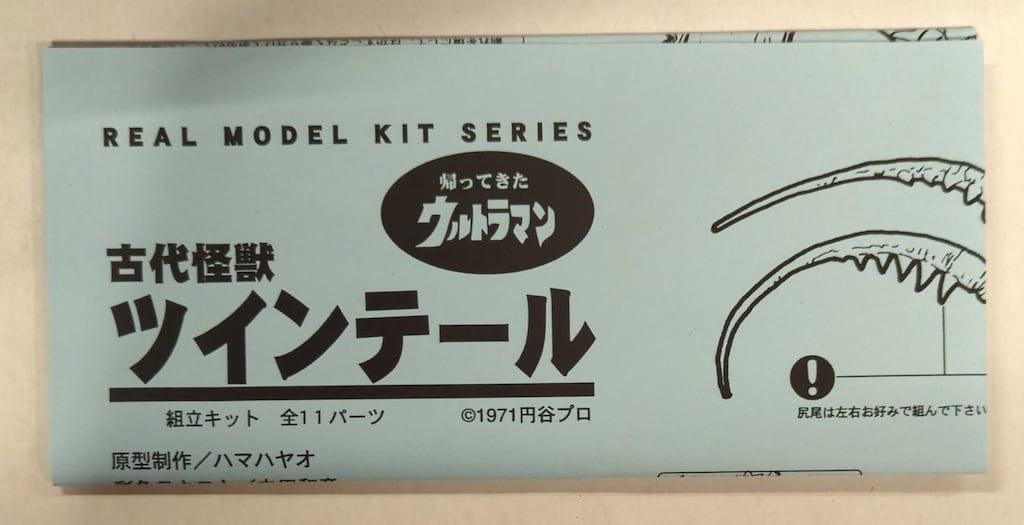 REAL MODEL KIT SERIES
帰ってきた
ウルトラマン
古代怪獣
ツインテール
組立キット 全11パーツ
©1971円谷プロ
原型制作/ハマハヤオ
!
尻尾は左右お好みで組んで下さい